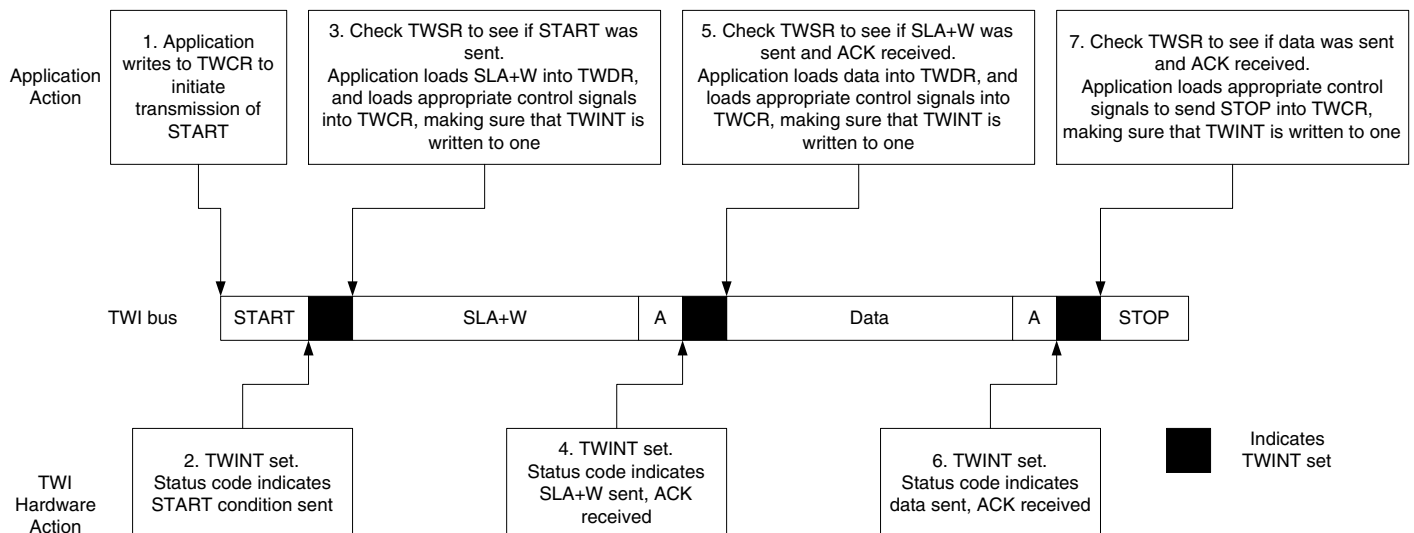 Application
Action
1. Application
writes to TWCR to
initiate
transmission of
START
3. Check TWSR to see if START was
sent.
Application loads SLA+W into TWDR,
and loads appropriate control signals
into TWCR, making sure that TWINT is
written to one
5. Check TWSR to see if SLA+W was
sent and ACK received.
Application loads data into TWDR, and
loads appropriate control signals into
TWCR, making sure that TWINT is
written to one
7. Check TWSR to see if data was sent
and ACK received.
Application loads appropriate control
signals to send STOP into TWCR,
making sure that TWINT is written to one
TWI bus
START
SLA+W
A
Data
A
STOP
TWI
Hardware
Action
2. TWINT set.
Status code indicates
START condition sent
4. TWINT set.
Status code indicates
SLA+W sent, ACK
received
6. TWINT set.
Status code indicates
data sent, ACK received
Indicates
TWINT set